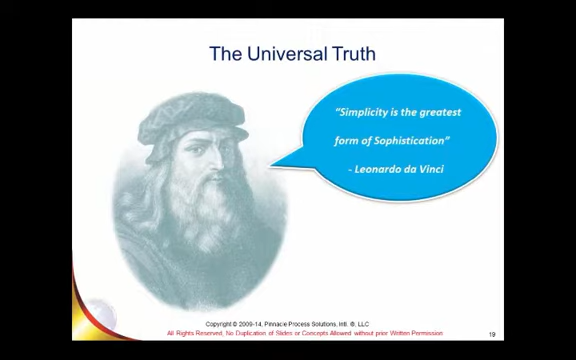 The Universal Truth
"Simplicity is the greatest
form of Sophistication"
- Leonardo da Vinci
Copyright © 2009-14, Pinnacle Process Solutions, Intl. ®, LLC
All Rights Reserved, No Duplication of Slides or Concepts Allowed without prior Written Permission
19